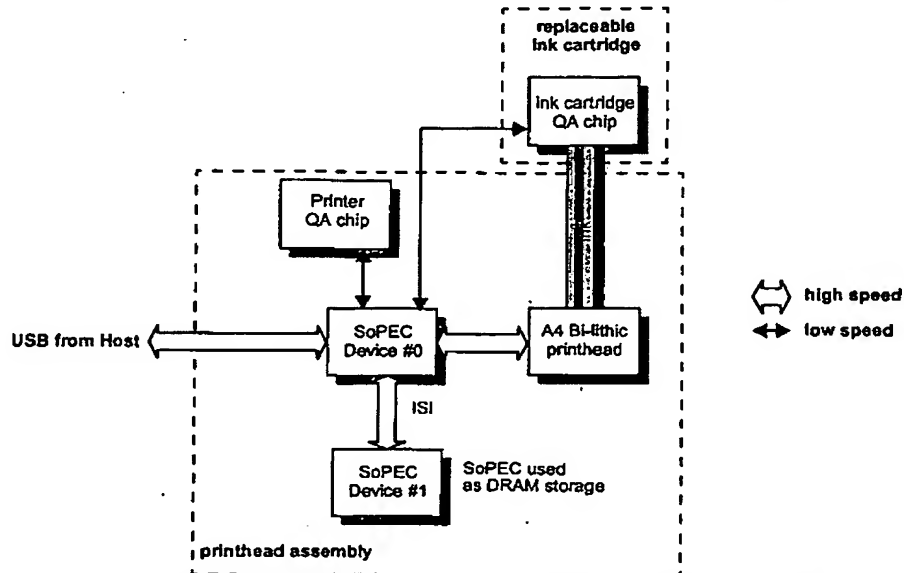 replaceable
ink cartridge
Ink cartridge
QA chip
Printer
QA chip
USB from Host
SoPEC
Device #0
A4 Bi-lithic
printhead
high speed
low speed
ISI
SoPEC
Device #1
SoPEC used
as DRAM storage
printhead assembly